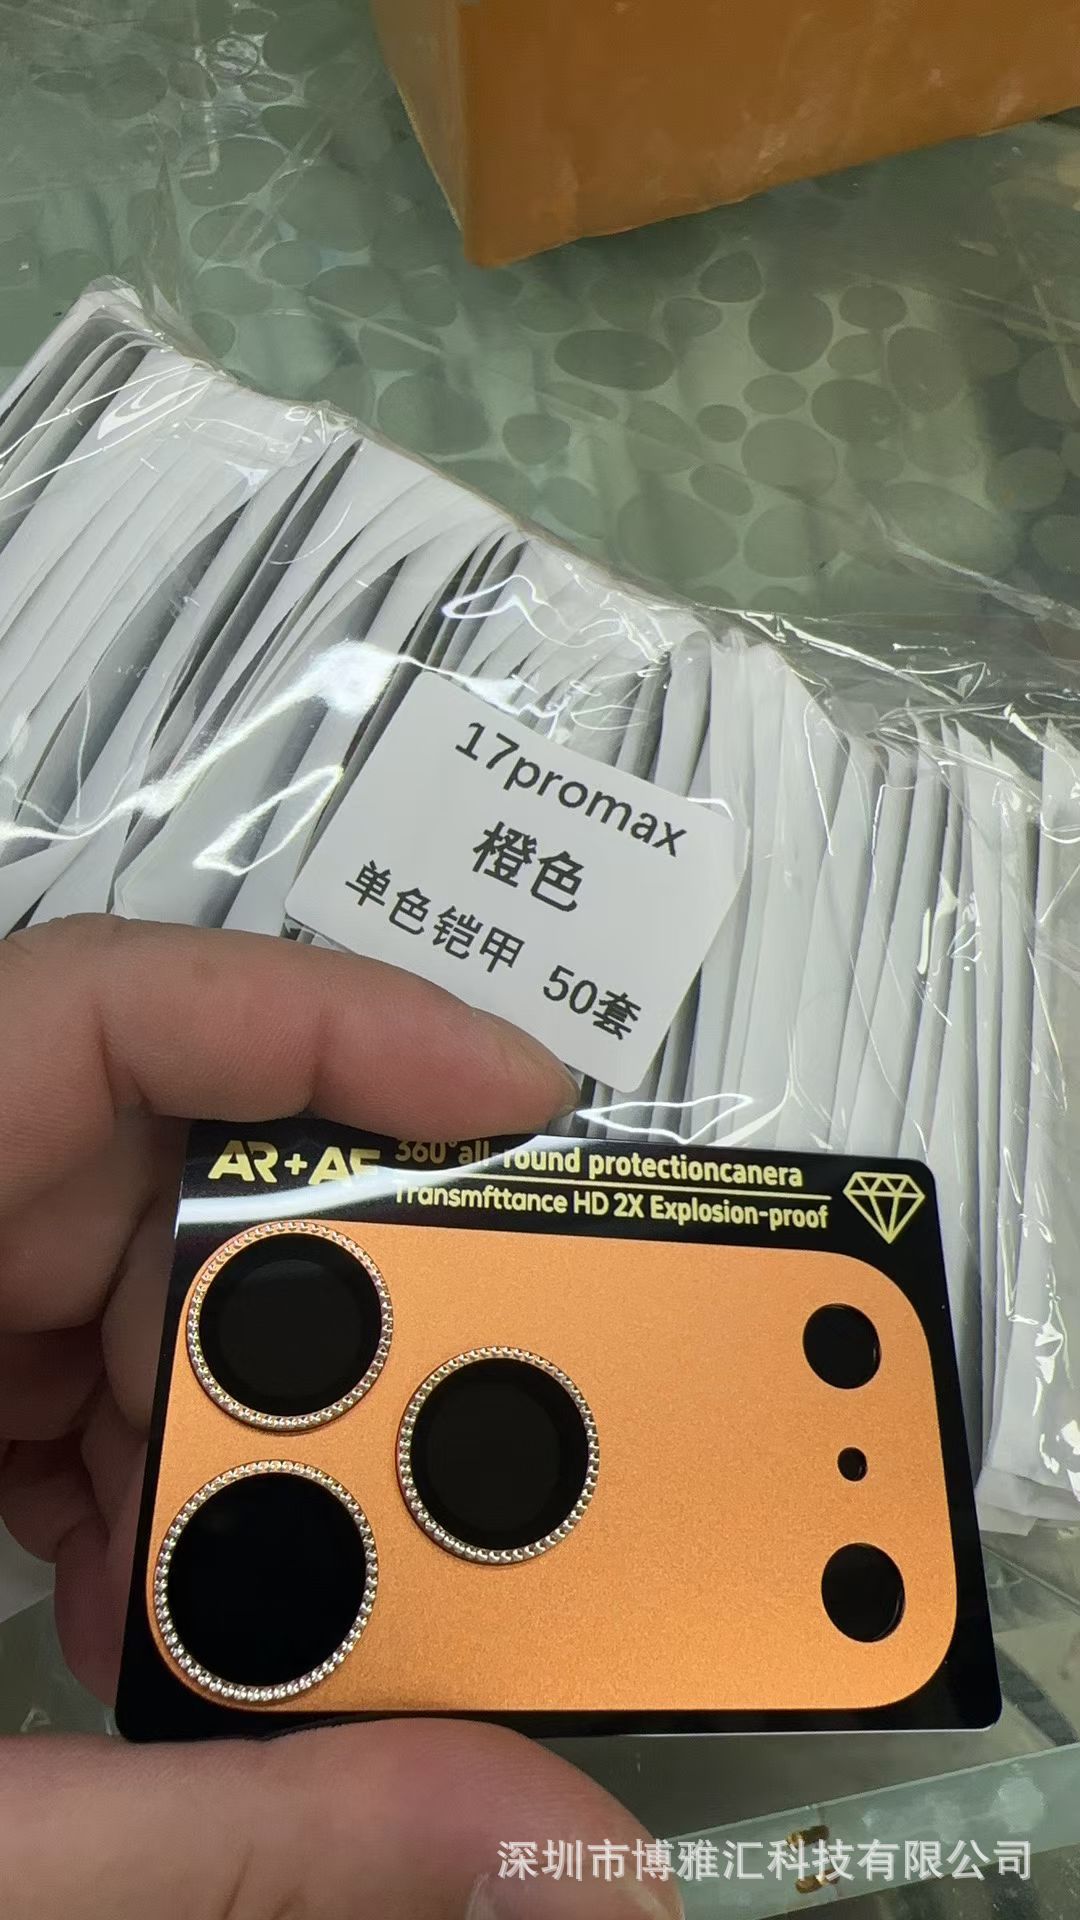 17promax
橙色
单色铠甲 50套
AR+AF
360°all-round protectioncanera
Transmfttance HD 2X Explosion-proof
深圳市博雅汇科技有限公司